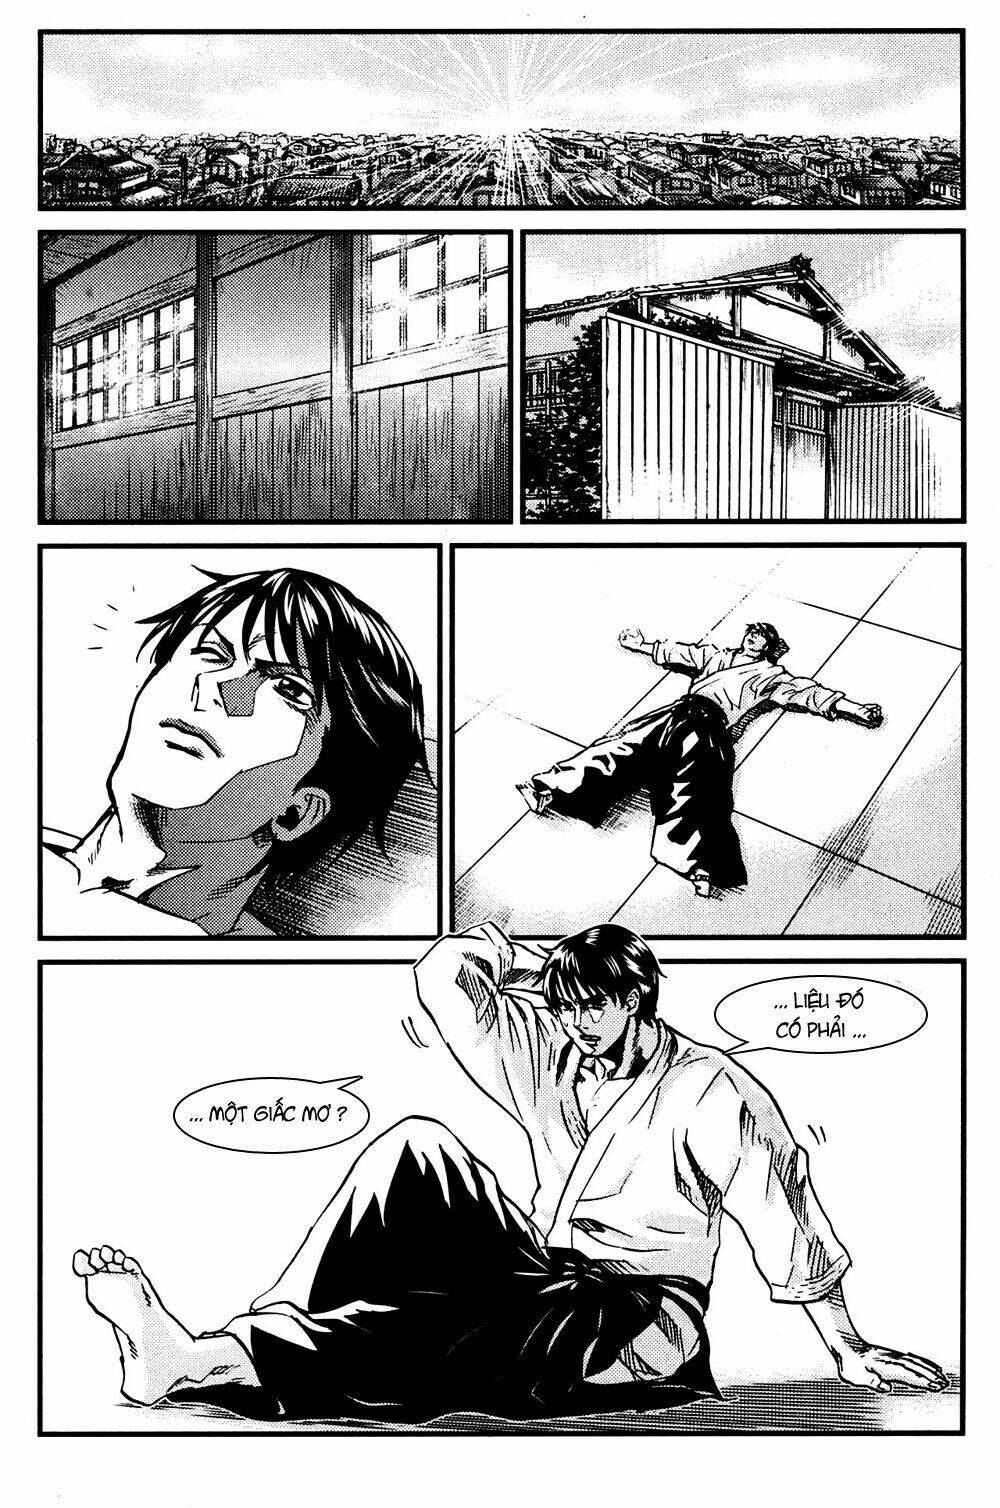 ... LIỆU ĐÓ
CÓ PHẢI ...
... MỘT GIẤC MƠ ?